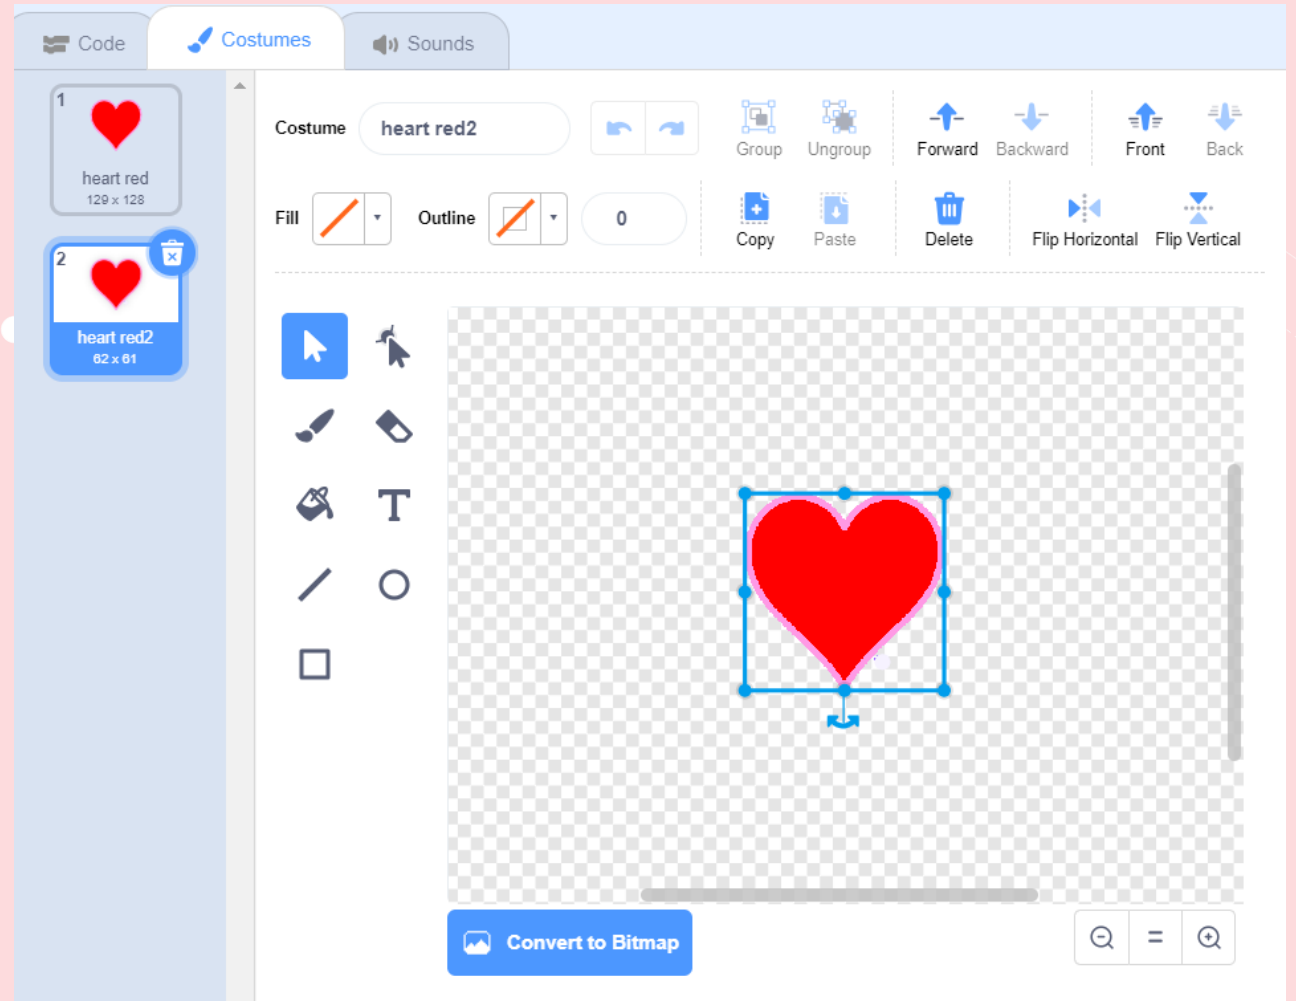 Code
Costumes
Sounds
1
heart red
129 x 128
2
heart red2
62 x 61
Costume
heart red2
Group
Ungroup
Forward
Backward
Front
Back
Fill
Outline
0
Copy
Paste
Delete
Flip Horizontal
Flip Vertical
T
Convert to Bitmap